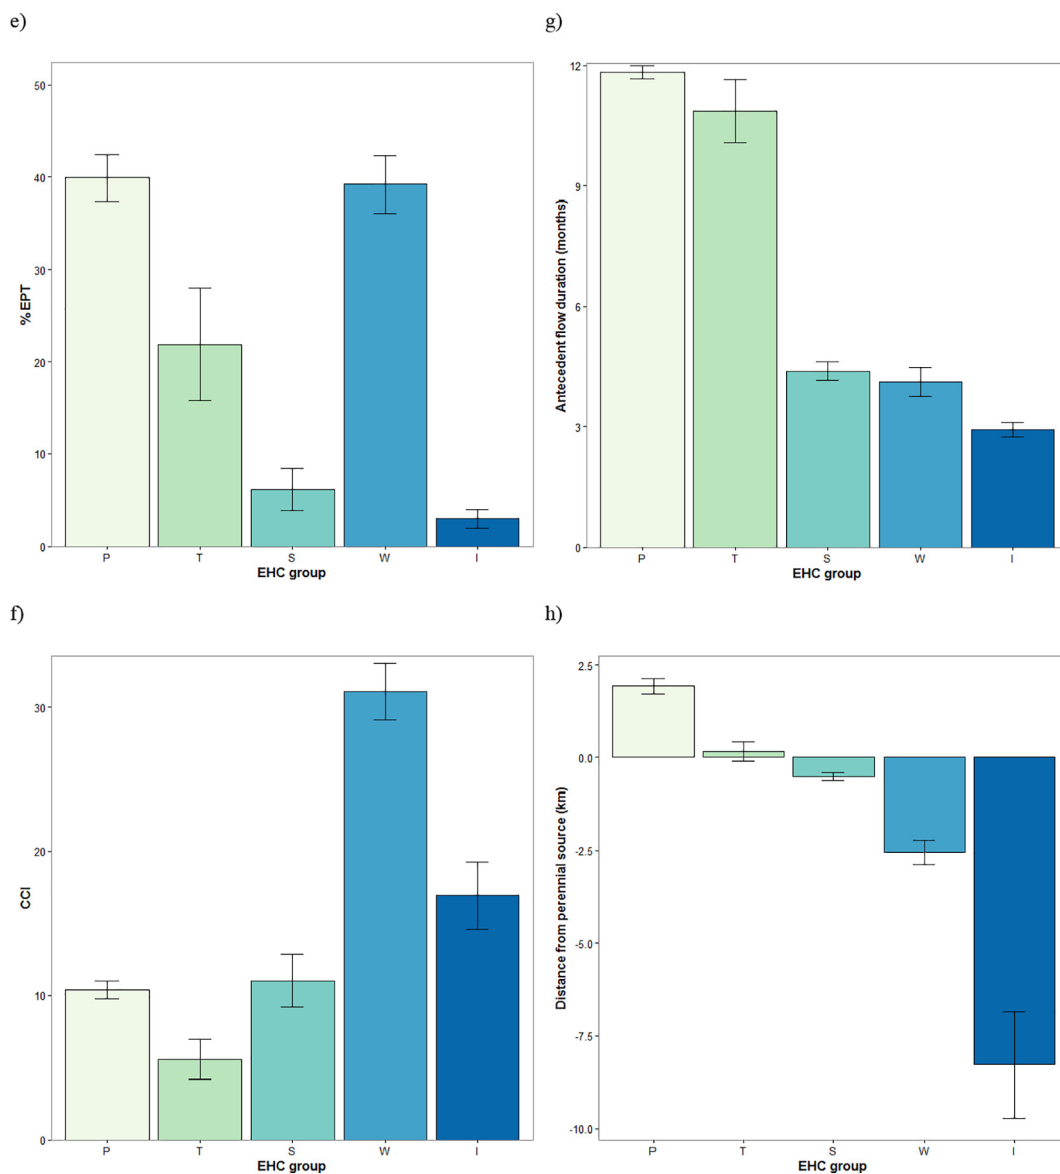 e)
50
40
30
20
10
0
%EPT
P T S W I
EHC group
g)
12
9
6
3
0
Antecedent flow duration (months)
P T S W I
EHC group
f)
30
20
10
0
CCI
P T S W I
EHC group
h)
2.5
0.0
-2.5
-5.0
-7.5
-10.0
Distance from perennial source (km)
P T S W I
EHC group